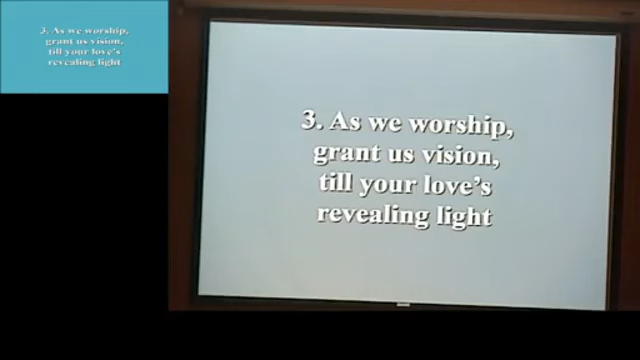 3. As we worship,
grant us vision,
till your love's
revealing light
3. As we worship,
grant us vision,
till your love’s
revealing light